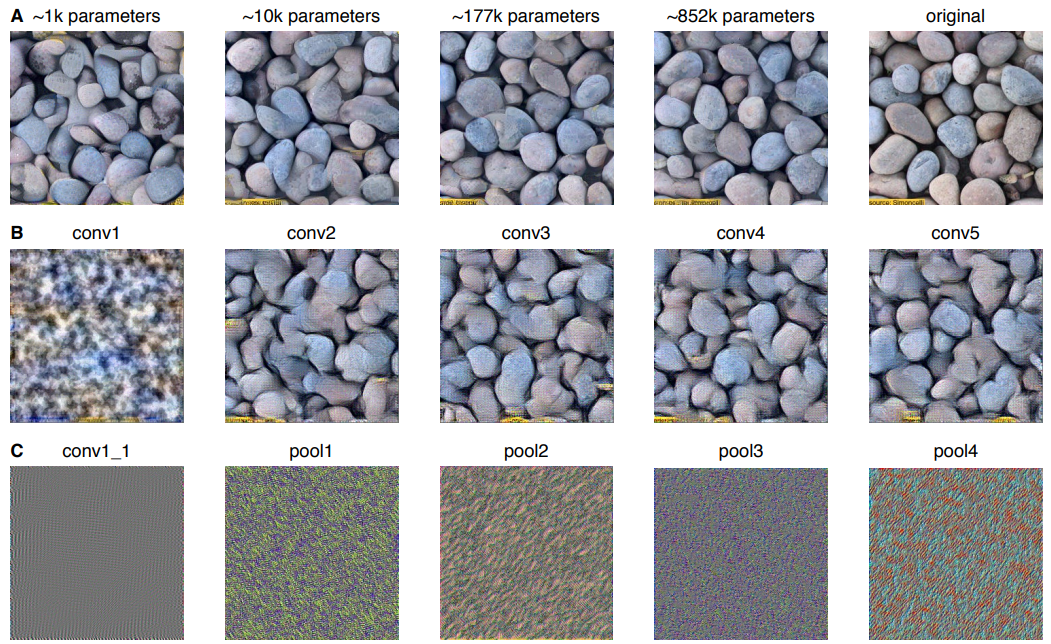 A ~1k parameters ~10k parameters ~177k parameters ~852k parameters original
source: Simoncelli
B conv1 conv2 conv3 conv4 conv5
C conv1_1 pool1 pool2 pool3 pool4